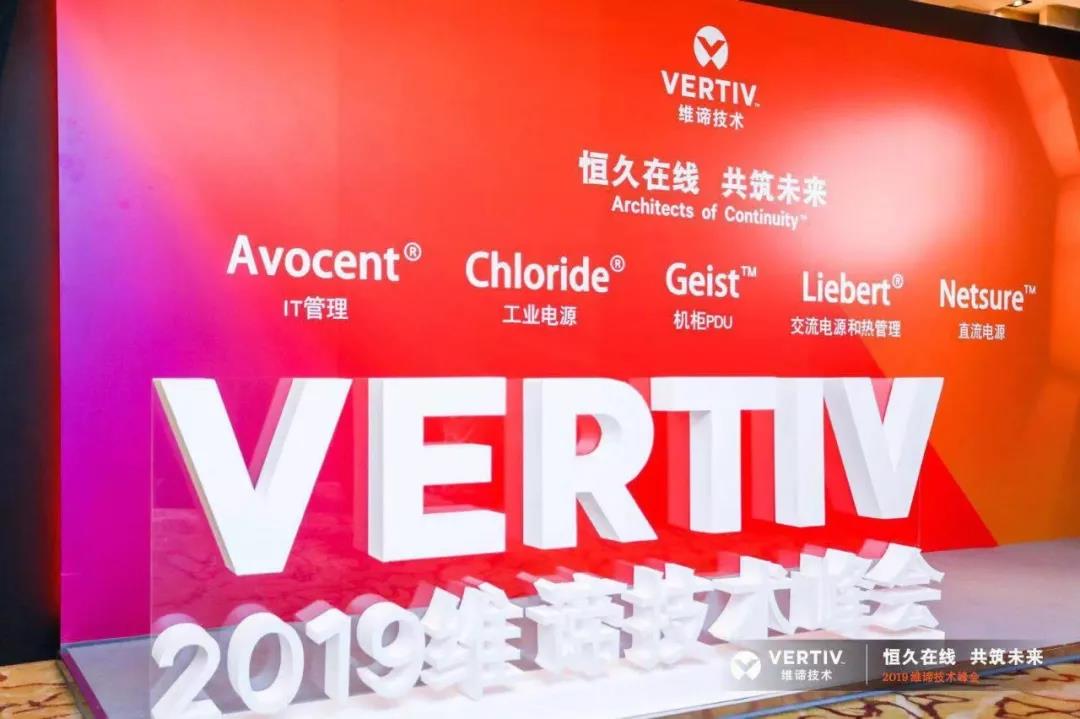 VERTIV™
维谛技术
恒久在线 共筑未来
Architects of Continuity™
Avocent®
IT管理
Chloride®
工业电源
Geist™
机柜PDU
Liebert®
交流电源和热管理
Netsure™
直流电源
VERTIV
2019维谛技术峰会
VERTIV™
维谛技术
恒久在线 共筑未来
2019维谛技术峰会